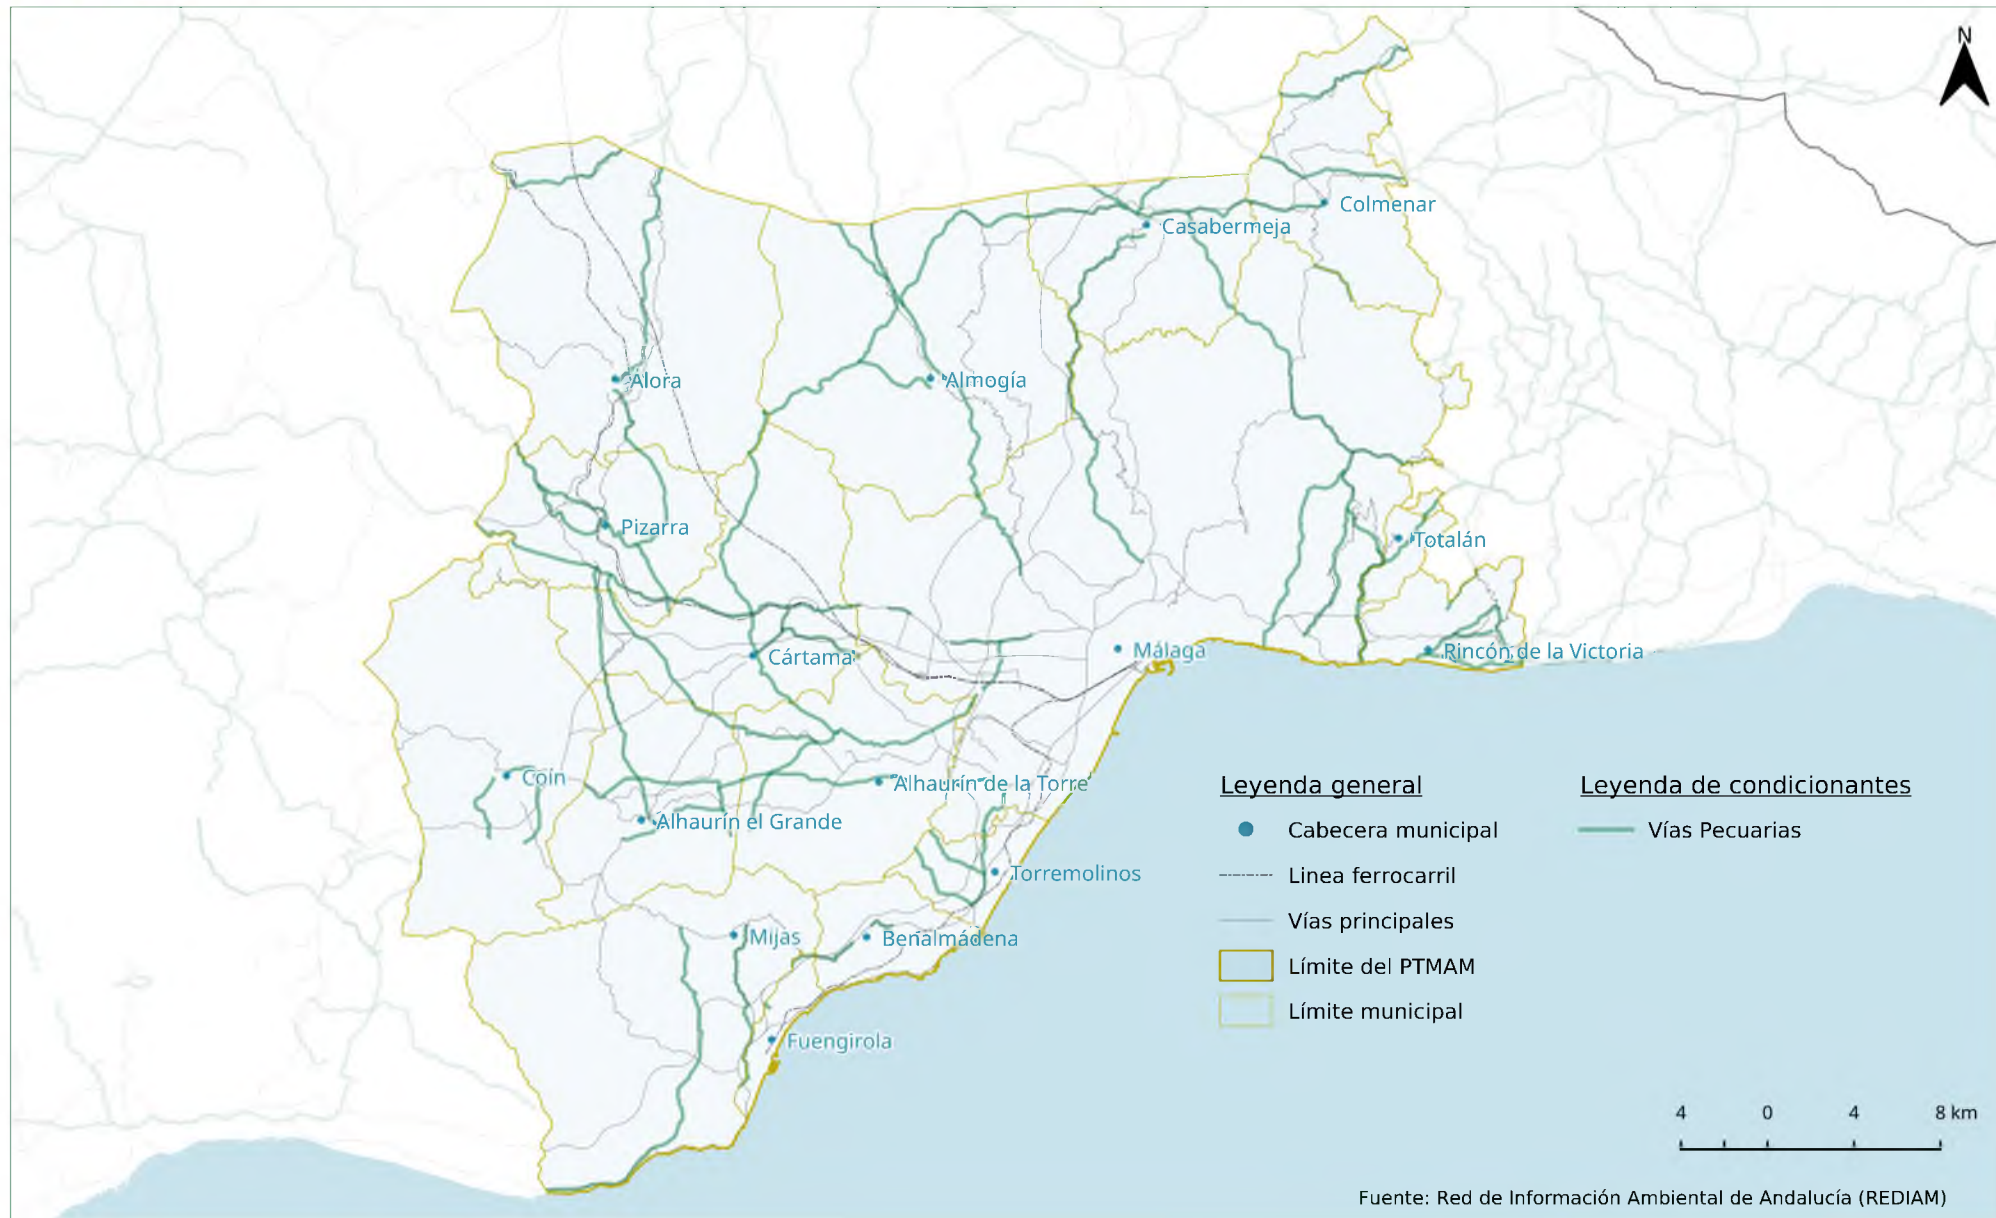 N
Colmenar
Casabermeja
Álora
Almogía
Pizarra
Totalán
Cártama
Málaga
Rincón de la Victoria
Coín
Alhaurín de la Torre
Alhaurín el Grande
Torremolinos
Mijas
Benalmádena
Fuengirola
Leyenda general
Cabecera municipal
Linea ferrocarril
Vías principales
Límite del PTMAM
Límite municipal
Leyenda de condicionantes
Vías Pecuarias
4 0 4 8 km
Fuente: Red de Información Ambiental de Andalucía (REDIAM)